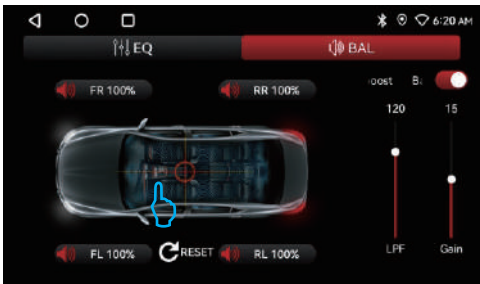 6:20 AM
EQ
BAL
FR 100%
RR 100%
oost
120
15
FL 100%
RESET
RL 100%
LPF
Gain